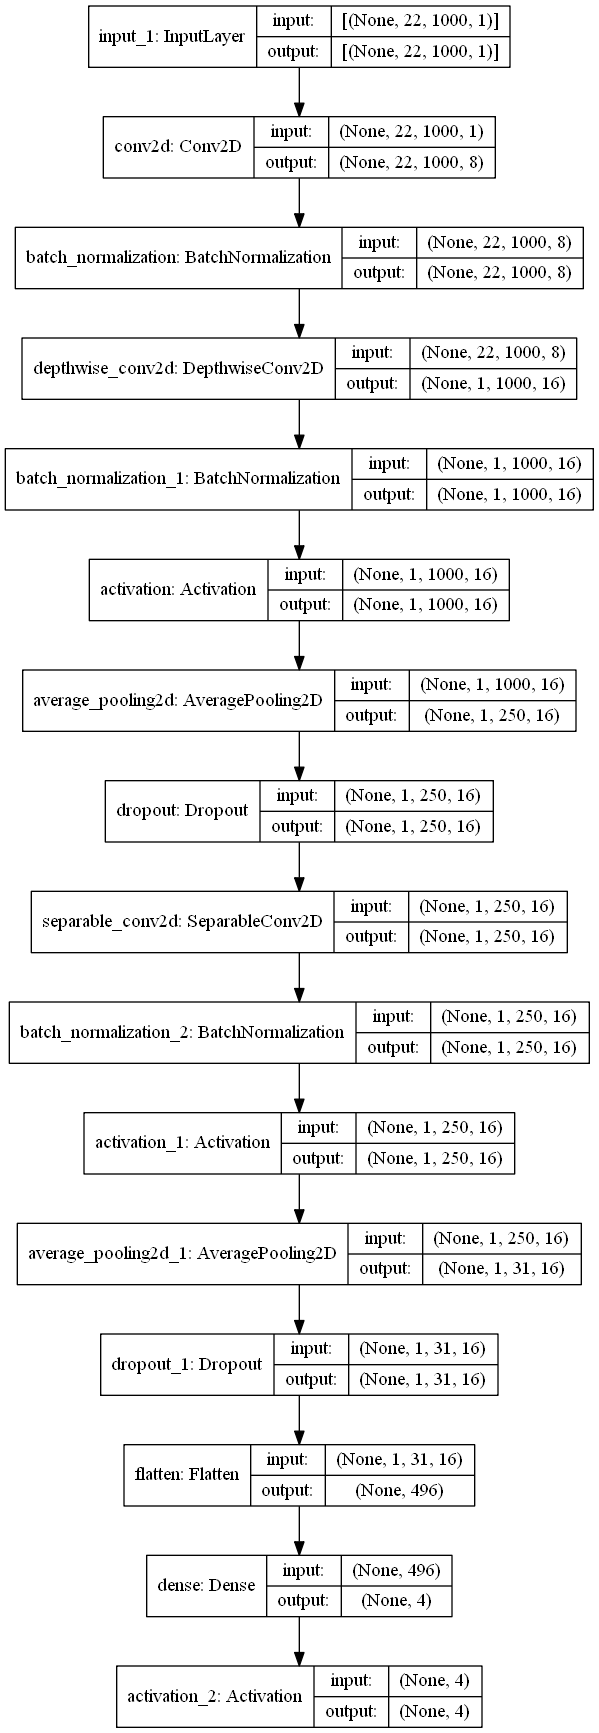 input_1: InputLayer
input: [(None, 22, 1000, 1)]
output: [(None, 22, 1000, 1)]
conv2d: Conv2D
input: (None, 22, 1000, 1)
output: (None, 22, 1000, 8)
batch_normalization: BatchNormalization
input: (None, 22, 1000, 8)
output: (None, 22, 1000, 8)
depthwise_conv2d: DepthwiseConv2D
input: (None, 22, 1000, 8)
output: (None, 1, 1000, 16)
batch_normalization_1: BatchNormalization
input: (None, 1, 1000, 16)
output: (None, 1, 1000, 16)
activation: Activation
input: (None, 1, 1000, 16)
output: (None, 1, 1000, 16)
average_pooling2d: AveragePooling2D
input: (None, 1, 1000, 16)
output: (None, 1, 250, 16)
dropout: Dropout
input: (None, 1, 250, 16)
output: (None, 1, 250, 16)
separable_conv2d: SeparableConv2D
input: (None, 1, 250, 16)
output: (None, 1, 250, 16)
batch_normalization_2: BatchNormalization
input: (None, 1, 250, 16)
output: (None, 1, 250, 16)
activation_1: Activation
input: (None, 1, 250, 16)
output: (None, 1, 250, 16)
average_pooling2d_1: AveragePooling2D
input: (None, 1, 250, 16)
output: (None, 1, 31, 16)
dropout_1: Dropout
input: (None, 1, 31, 16)
output: (None, 1, 31, 16)
flatten: Flatten
input: (None, 1, 31, 16)
output: (None, 496)
dense: Dense
input: (None, 496)
output: (None, 4)
activation_2: Activation
input: (None, 4)
output: (None, 4)